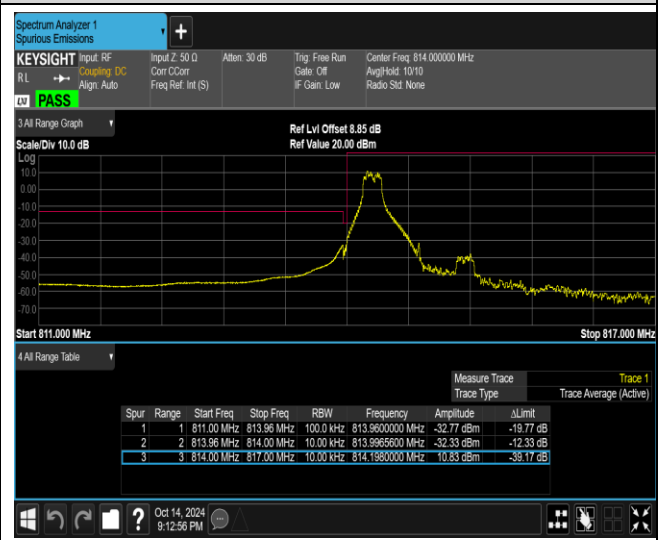 Spectrum Analyzer 1
Spurious Emissions
KEYSIGHT Input: RF Input Z: 50 Ω Atten: 30 dB Trig: Free Run Center Freq: 814.000000 MHz
RL Coupling: DC Corr CCorr Gate: Off Avg|Hold: 10/10
Align: Auto Freq Ref: Int (S) IF Gain: Low Radio Std: None
LXI PASS
3 All Range Graph
Ref Lvl Offset 8.85 dB
Scale/Div 10.0 dB Ref Value 20.00 dBm
Log
10.0
0.00
-10.0
-20.0
-30.0
-40.0
-50.0
-60.0
-70.0
Start 811.000 MHz Stop 817.000 MHz
4 All Range Table
Measure Trace Trace 1
Trace Type Trace Average (Active)
Spur Range Start Freq Stop Freq RBW Frequency Amplitude ΔLimit
1 1 811.00 MHz 813.96 MHz 100.0 kHz 813.9600000 MHz -32.77 dBm -19.77 dB
2 2 813.96 MHz 814.00 MHz 10.00 kHz 813.9965600 MHz -32.33 dBm -12.33 dB
3 3 814.00 MHz 817.00 MHz 10.00 kHz 814.1980000 MHz 10.83 dBm -39.17 dB
? Oct 14, 2024
9:12:56 PM